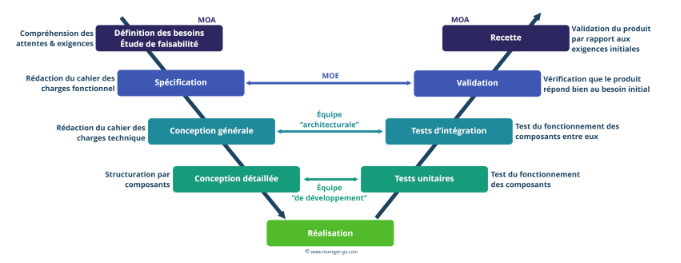 MOA
MOA
Compréhension des
attentes & exigences
Définition des besoins
Étude de faisabilité
Recette
Validation du produit
par rapport aux
exigences initiales
Rédaction du cahier des
charges fonctionnel
Spécification
MOE
Validation
Vérification que le produit
répond bien au besoin initial
Rédaction du cahier des
charges technique
Conception générale
Équipe
"architecturale"
Tests d'intégration
Test du fonctionnement des
composants entre eux
Structuration par
composants
Conception détaillée
Équipe
"de développement"
Tests unitaires
Test du fonctionnement
des composants
Réalisation
© www.manager-go.com